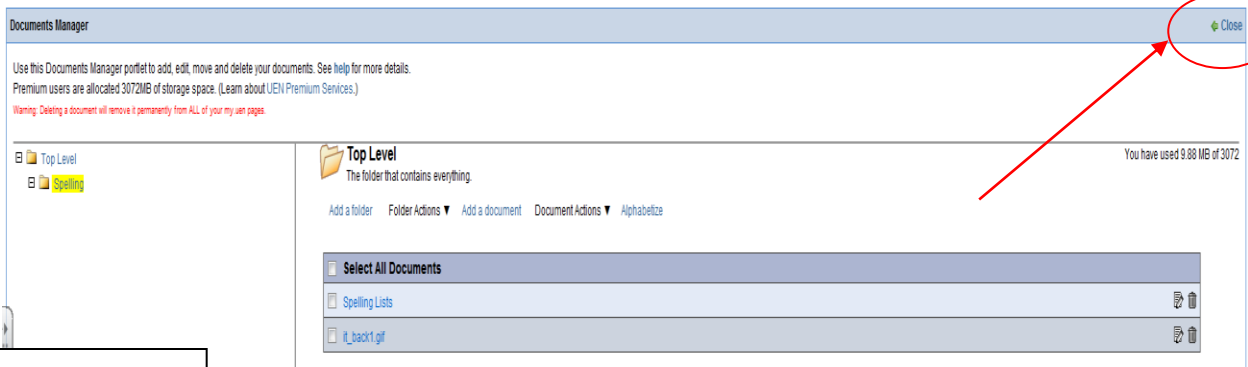 Documents Manager
Close
Use this Documents Manager portlet to add, edit, move and delete your documents. See help for more details.
Premium users are allocated 3072MB of storage space. (Learn about UEN Premium Services.)
Warning: Deleting a document will remove it permanently from ALL of your my.uen pages.
Top Level
Spelling
Top Level
The folder that contains everything.
You have used 9.88 MB of 3072
Add a folder Folder Actions ▼ Add a document Document Actions ▼ Alphabetize
Select All Documents
Spelling Lists
it_back1.gif